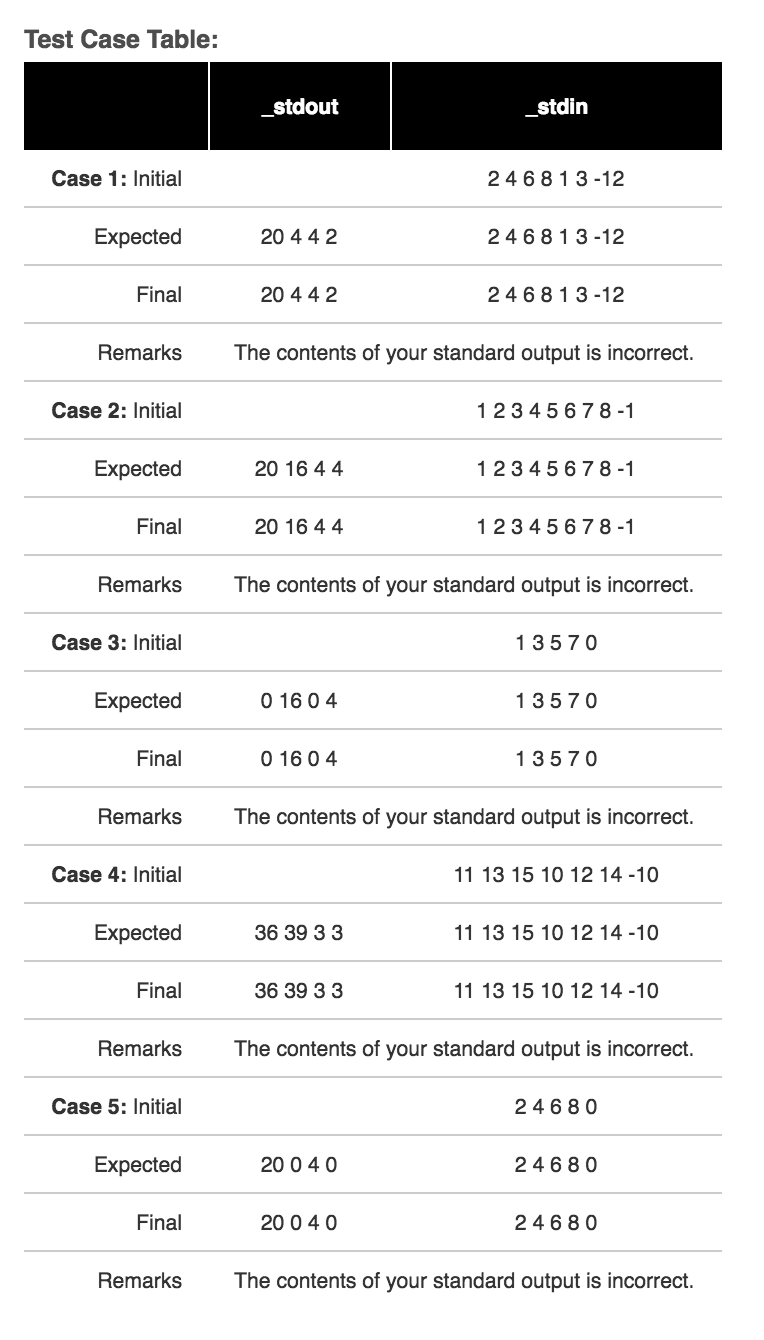 Test Case Table:
_stdout _stdin
Case 1: Initial 2 4 6 8 1 3 -12
Expected 20 4 4 2 2 4 6 8 1 3 -12
Final 20 4 4 2 2 4 6 8 1 3 -12
Remarks The contents of your standard output is incorrect.
Case 2: Initial 1 2 3 4 5 6 7 8 -1
Expected 20 16 4 4 1 2 3 4 5 6 7 8 -1
Final 20 16 4 4 1 2 3 4 5 6 7 8 -1
Remarks The contents of your standard output is incorrect.
Case 3: Initial 1 3 5 7 0
Expected 0 16 0 4 1 3 5 7 0
Final 0 16 0 4 1 3 5 7 0
Remarks The contents of your standard output is incorrect.
Case 4: Initial 11 13 15 10 12 14 -10
Expected 36 39 3 3 11 13 15 10 12 14 -10
Final 36 39 3 3 11 13 15 10 12 14 -10
Remarks The contents of your standard output is incorrect.
Case 5: Initial 2 4 6 8 0
Expected 20 0 4 0 2 4 6 8 0
Final 20 0 4 0 2 4 6 8 0
Remarks The contents of your standard output is incorrect.